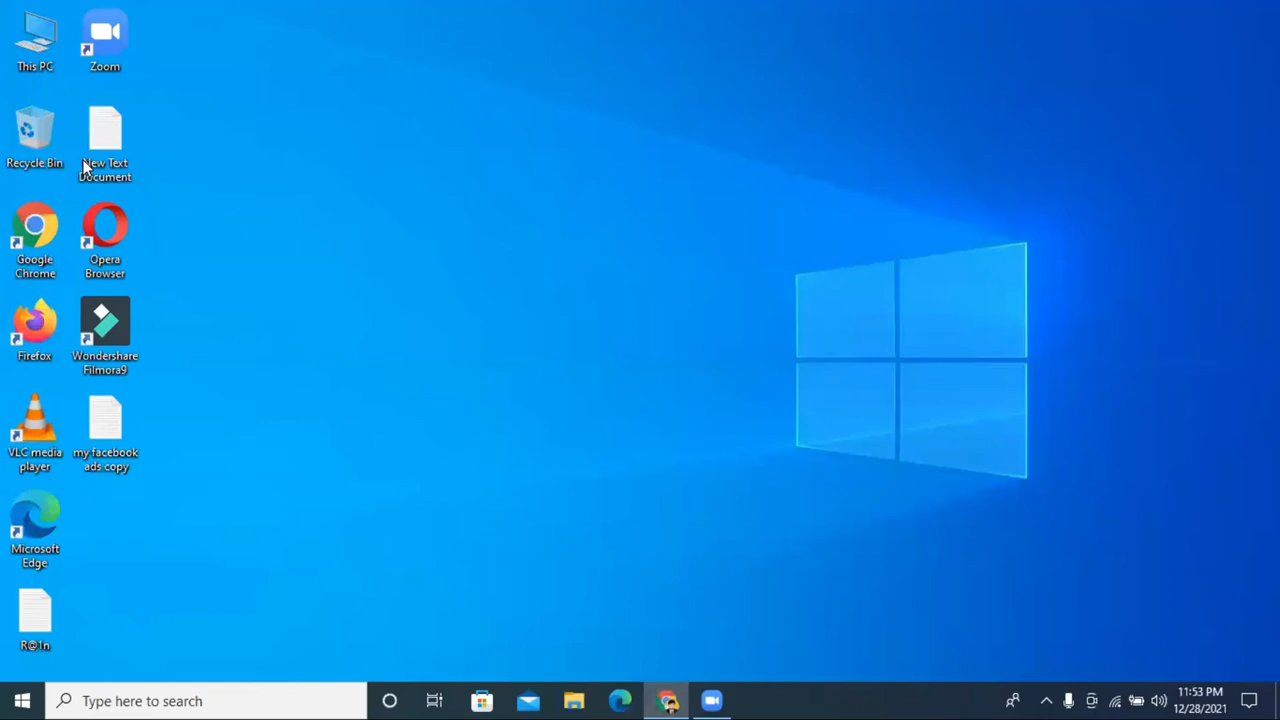 This PC
Zoom
Recycle Bin
New Text
Document
Google
Chrome
Opera
Browser
Firefox
Wondershare
Filmora9
VLC media
player
my facebook
ads copy
Microsoft
Edge
R@1n
Type here to search
11:53 PM
12/28/2021